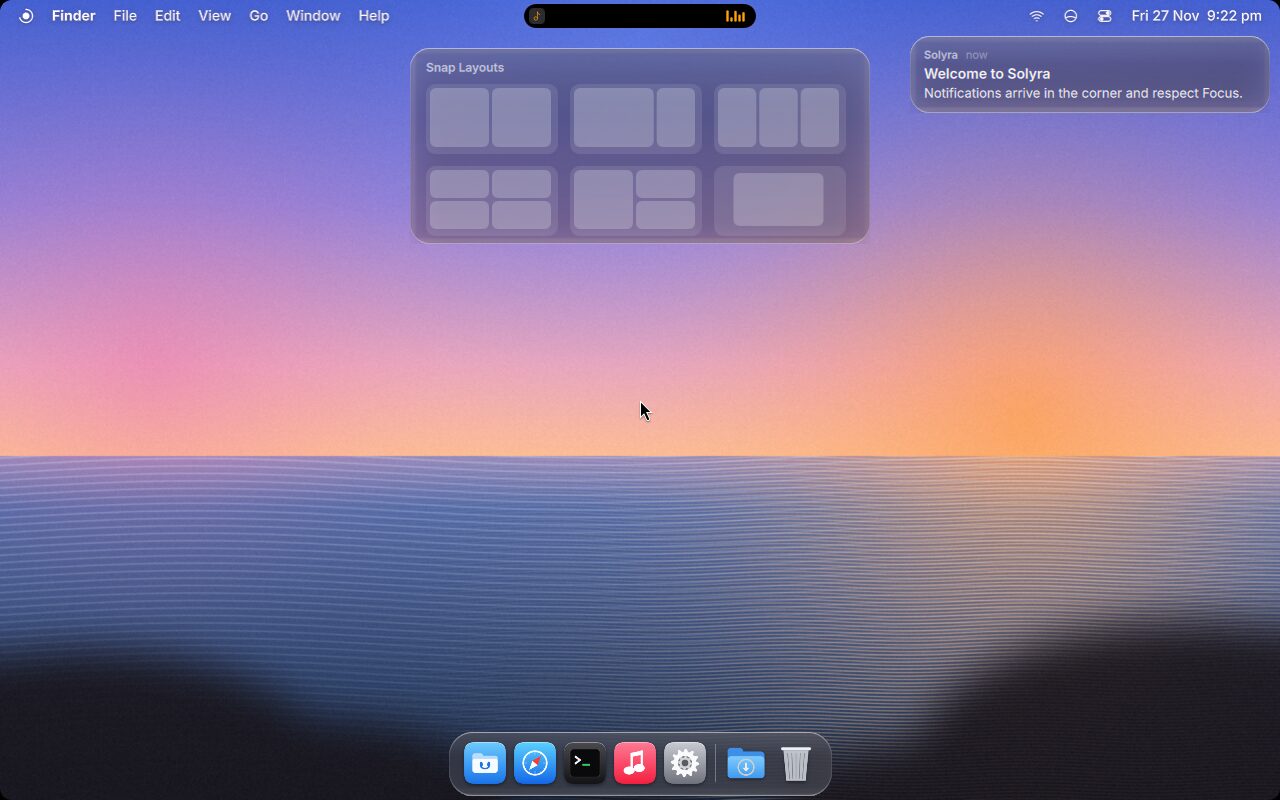 Finder File Edit View Go Window Help
Fri 27 Nov 9:22 pm
Snap Layouts
Solyra now
Welcome to Solyra
Notifications arrive in the corner and respect Focus.